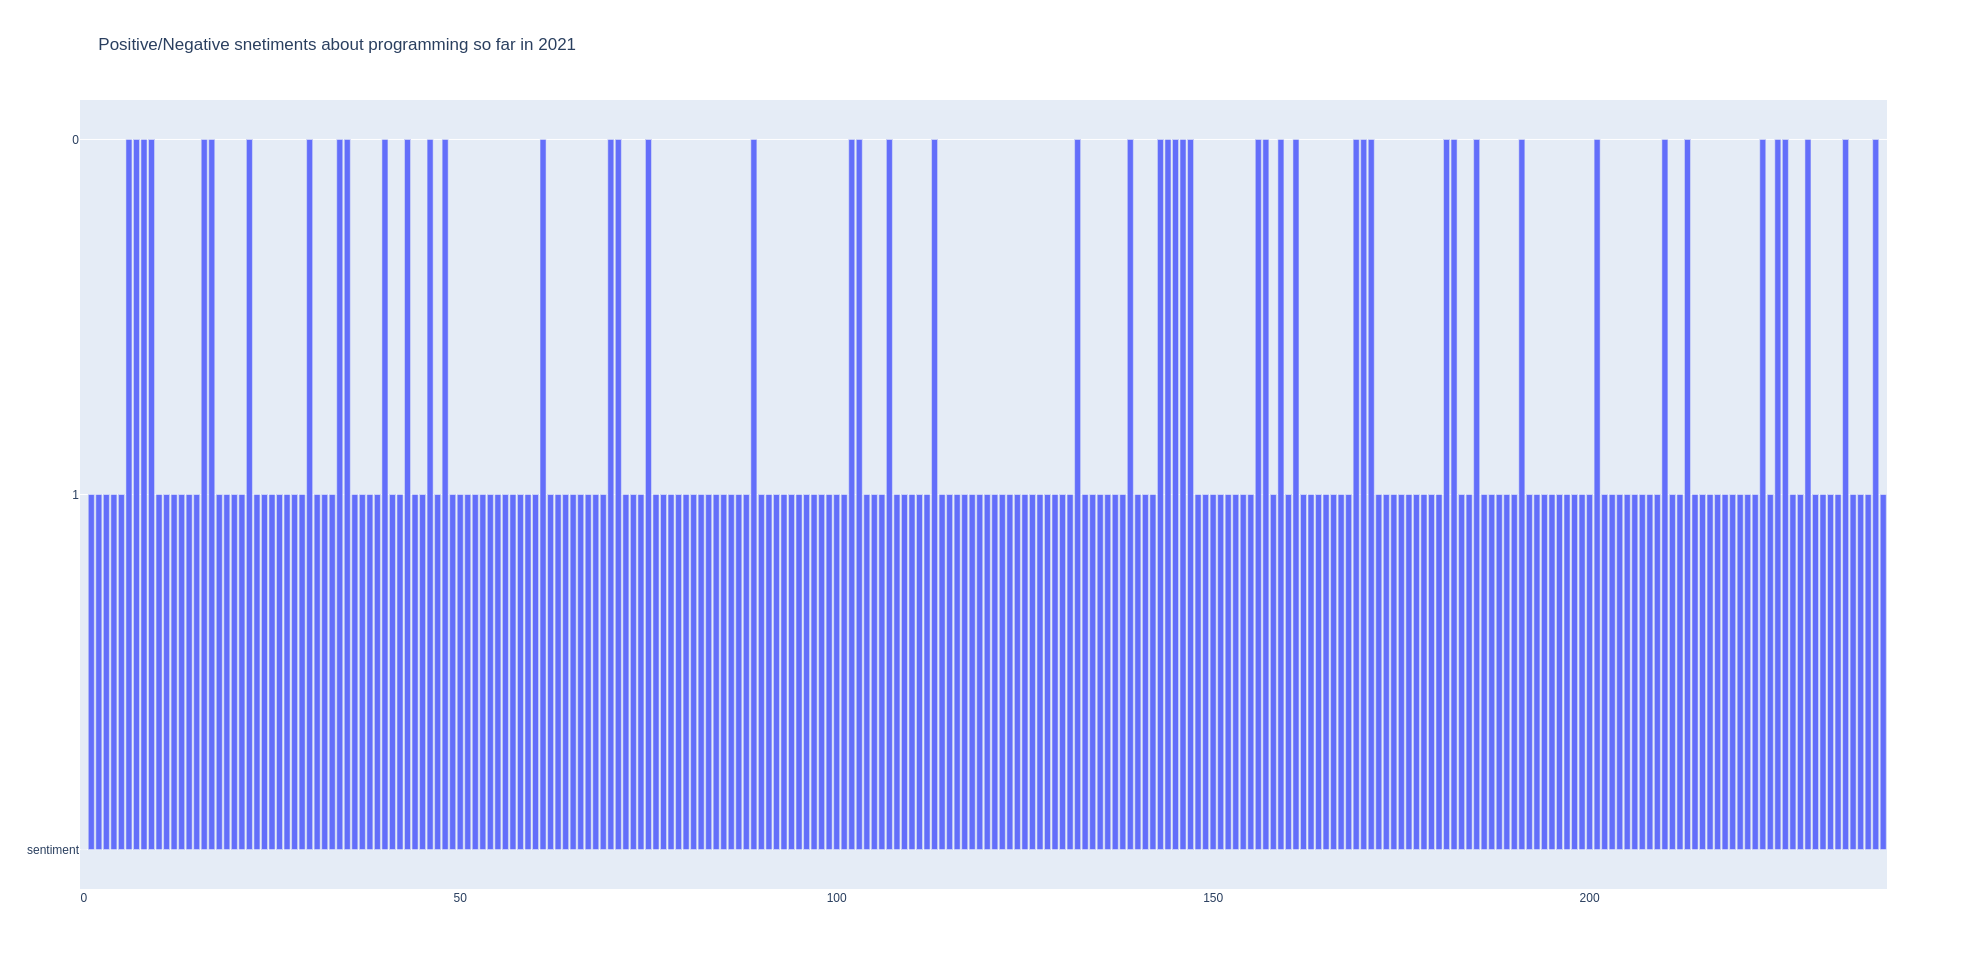 Positive/Negative snetiments about programming so far in 2021
0
1
sentiment
0 50 100 150 200